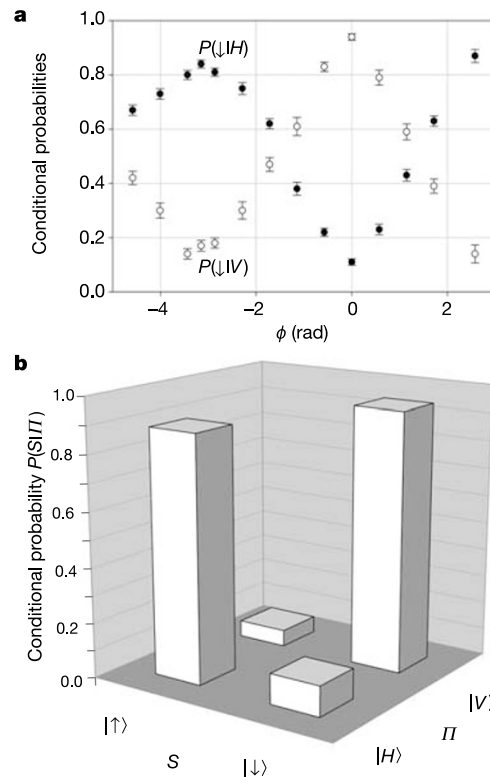 a
Conditional probabilities
1.0
0.8
0.6
0.4
0.2
0.0
P(↓|H)
P(↓|V)
−4
−2
0
2
ϕ (rad)
b
Conditional probability P(S|Π)
1.0
0.8
0.6
0.4
0.2
0.0
|↑⟩
S
|↓⟩
|H⟩
Π
|V⟩